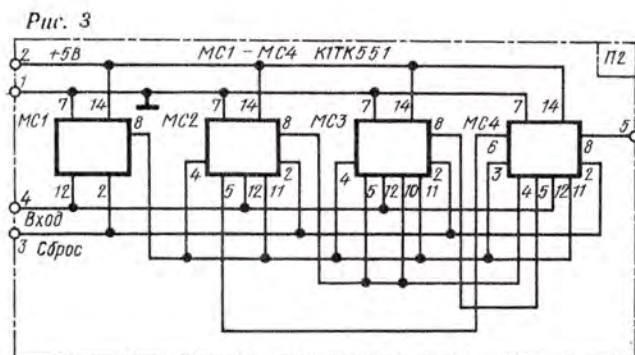 Рис. 3
2 +5В МС1 – МС4 К1ТК551 П2
1
7 14 7 14 7 14 7 14
МС1 8 МС2 8 МС3 8 МС4 6 8 5
12 2 4 5 12 11 2 4 5 12 10 11 2 3 4 5 12 11 2
4
Вход
3 Сброс